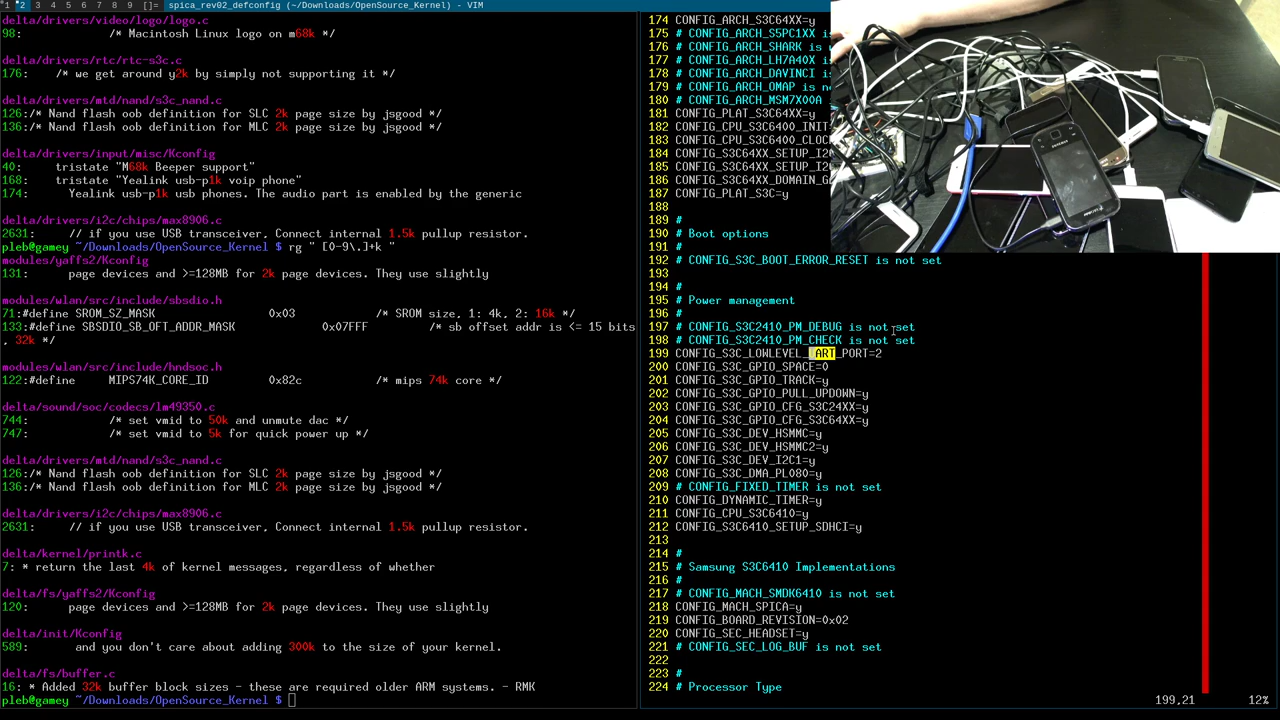 1 2 3 4 5 6 7 8 9 []= spica_rev02_defconfig (~/Downloads/OpenSource_Kernel) - VIM
delta/drivers/video/logo/logo.c
98: /* Macintosh Linux logo on m68k */
delta/drivers/rtc/rtc-s3c.c
176: /* we get around y2k by simply not supporting it */
delta/drivers/mtd/nand/s3c_nand.c
126:/* Nand flash oob definition for SLC 2k page size by jsgood */
136:/* Nand flash oob definition for MLC 2k page size by jsgood */
delta/drivers/input/misc/Kconfig
40: tristate "M68k Beeper support"
168: tristate "Yealink usb-p1k voip phone"
174: Yealink usb-p1k usb phones. The audio part is enabled by the generic
delta/drivers/i2c/chips/max8906.c
2631: // if you use USB transceiver, Connect internal 1.5k pullup resistor.
pleb@gamey ~/Downloads/OpenSource_Kernel $ rg " [0-9\.]+k "
modules/yaffs2/Kconfig
131: page devices and >=128MB for 2k page devices. They use slightly
modules/wlan/src/include/sbsdio.h
71:#define SROM_SZ_MASK 0x03 /* SROM size, 1: 4k, 2: 16k */
133:#define SBSDIO_SB_OFT_ADDR_MASK 0x07FFF /* sb offset addr is <= 15 bits
, 32k */
modules/wlan/src/include/hndsoc.h
122:#define MIPS74K_CORE_ID 0x82c /* mips 74k core */
delta/sound/soc/codecs/lm49350.c
744: /* set vmid to 50k and unmute dac */
747: /* set vmid to 5k for quick power up */
delta/drivers/mtd/nand/s3c_nand.c
126:/* Nand flash oob definition for SLC 2k page size by jsgood */
136:/* Nand flash oob definition for MLC 2k page size by jsgood */
delta/drivers/i2c/chips/max8906.c
2631: // if you use USB transceiver, Connect internal 1.5k pullup resistor.
delta/kernel/printk.c
7: * return the last 4k of kernel messages, regardless of whether
delta/fs/yaffs2/Kconfig
120: page devices and >=128MB for 2k page devices. They use slightly
delta/init/Kconfig
589: and you don't care about adding 300k to the size of your kernel.
delta/fs/buffer.c
16: * Added 32k buffer block sizes - these are required older ARM systems. - RMK
pleb@gamey ~/Downloads/OpenSource_Kernel $
174 CONFIG_ARCH_S3C64XX=y
175 # CONFIG_ARCH_S5PC1XX i
176 # CONFIG_ARCH_SHARK is
177 # CONFIG_ARCH_LH7A40X i
178 # CONFIG_ARCH_DAVINCI i
179 # CONFIG_ARCH_OMAP is n
180 # CONFIG_ARCH_MSM7X00A
181 CONFIG_PLAT_S3C64XX=y
182 CONFIG_CPU_S3C6400_INIT
183 CONFIG_CPU_S3C6400_CLOC
184 CONFIG_S3C64XX_SETUP_I2
185 CONFIG_S3C64XX_SETUP_I2
186 CONFIG_S3C64XX_DOMAIN_G
187 CONFIG_PLAT_S3C=y
188
189 #
190 # Boot options
191 #
192 # CONFIG_S3C_BOOT_ERROR_RESET is not set
193
194 #
195 # Power management
196 #
197 # CONFIG_S3C2410_PM_DEBUG is not set
198 # CONFIG_S3C2410_PM_CHECK is not set
199 CONFIG_S3C_LOWLEVEL_ ART_PORT=2
200 CONFIG_S3C_GPIO_SPACE=0
201 CONFIG_S3C_GPIO_TRACK=y
202 CONFIG_S3C_GPIO_PULL_UPDOWN=y
203 CONFIG_S3C_GPIO_CFG_S3C24XX=y
204 CONFIG_S3C_GPIO_CFG_S3C64XX=y
205 CONFIG_S3C_DEV_HSMMC=y
206 CONFIG_S3C_DEV_HSMMC2=y
207 CONFIG_S3C_DEV_I2C1=y
208 CONFIG_S3C_DMA_PL080=y
209 # CONFIG_FIXED_TIMER is not set
210 CONFIG_DYNAMIC_TIMER=y
211 CONFIG_CPU_S3C6410=y
212 CONFIG_S3C6410_SETUP_SDHCI=y
213
214 #
215 # Samsung S3C6410 Implementations
216 #
217 # CONFIG_MACH_SMDK6410 is not set
218 CONFIG_MACH_SPICA=y
219 CONFIG_BOARD_REVISION=0x02
220 CONFIG_SEC_HEADSET=y
221 # CONFIG_SEC_LOG_BUF is not set
222
223 #
224 # Processor Type
199,21 12%